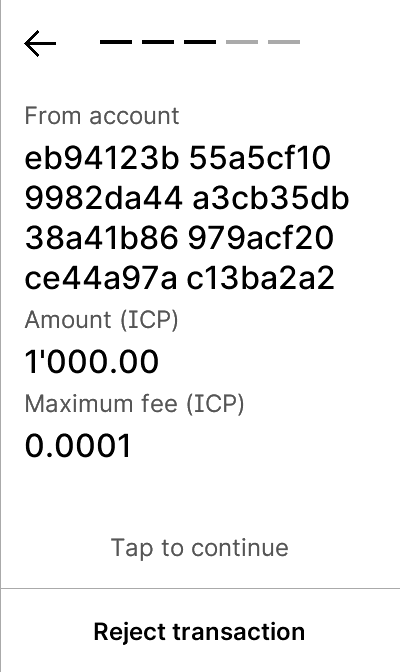 From account
eb94123b 55a5cf10
9982da44 a3cb35db
38a41b86 979acf20
ce44a97a c13ba2a2
Amount (ICP)
1'000.00
Maximum fee (ICP)
0.0001
Tap to continue
Reject transaction